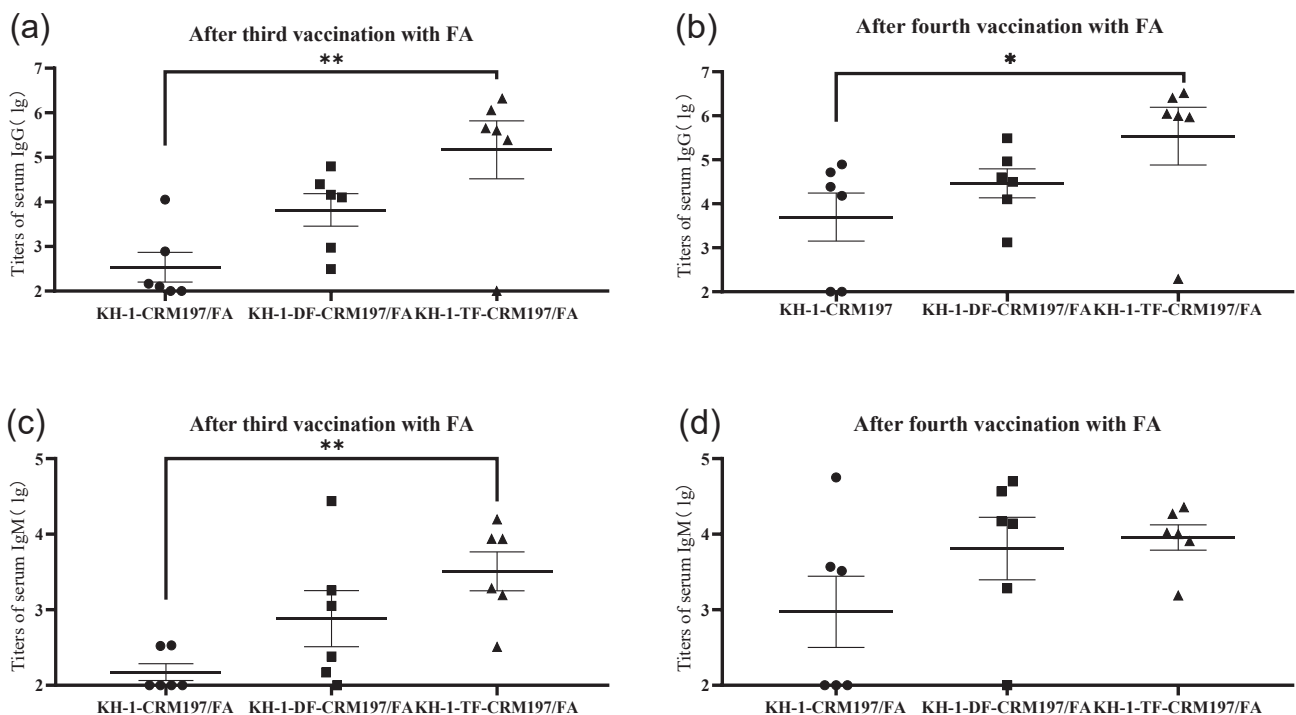 (a)
After third vaccination with FA
**
Titers of serum IgG( lg)
7
6
5
4
3
2
KH-1-CRM197/FA KH-1-DF-CRM197/FA KH-1-TF-CRM197/FA
(b)
After fourth vaccination with FA
*
Titers of serum IgG( lg)
7
6
5
4
3
2
KH-1-CRM197 KH-1-DF-CRM197/FA KH-1-TF-CRM197/FA
(c)
After third vaccination with FA
**
Titers of serum IgM( lg)
5
4
3
2
KH-1-CRM197/FA KH-1-DF-CRM197/FA KH-1-TF-CRM197/FA
(d)
After fourth vaccination with FA
Titers of serum IgM( lg)
5
4
3
2
KH-1-CRM197/FA KH-1-DF-CRM197/FA KH-1-TF-CRM197/FA